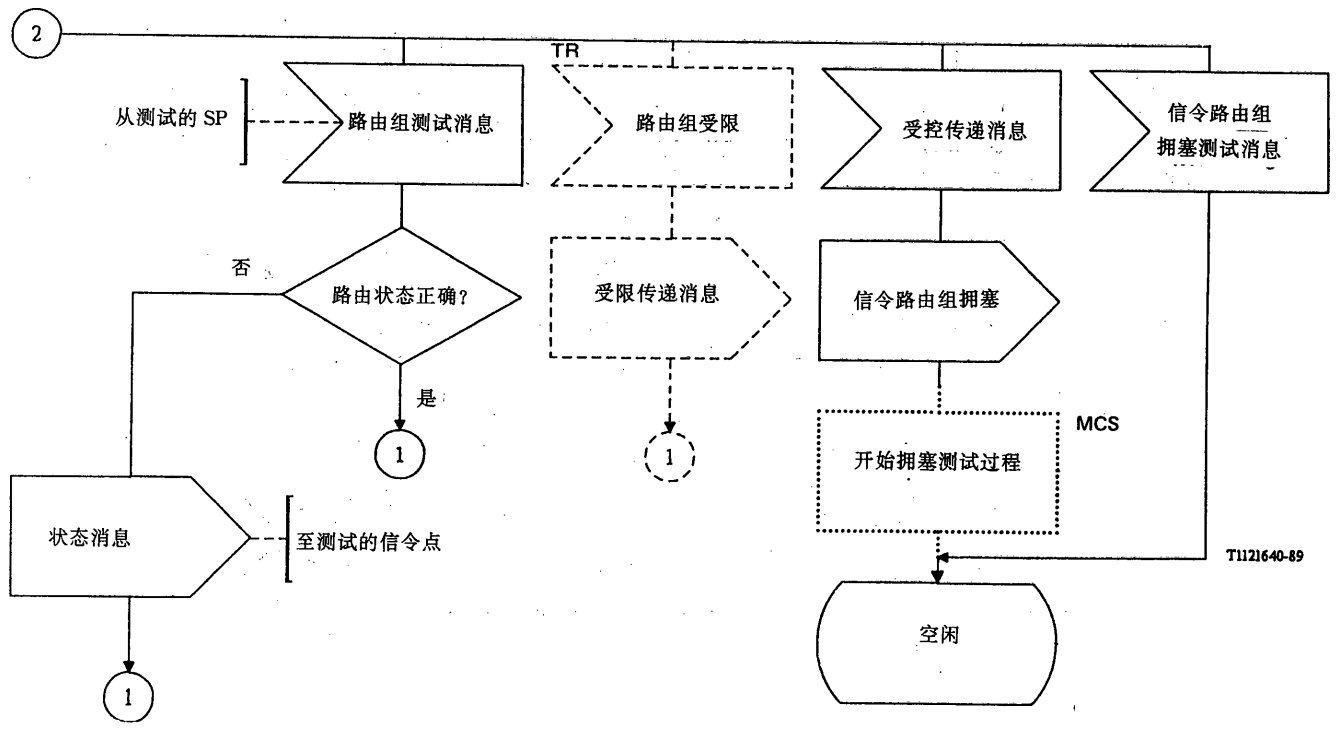 2
TR
从测试的 SP
路由组测试消息
路由组受限
受控传递消息
信令路由组
拥塞测试消息
否
路由状态正确?
受限传递消息
信令路由组拥塞
是
1
1
MCS
开始拥塞测试过程
状态消息
至测试的信令点
T1121640-89
空闲
1